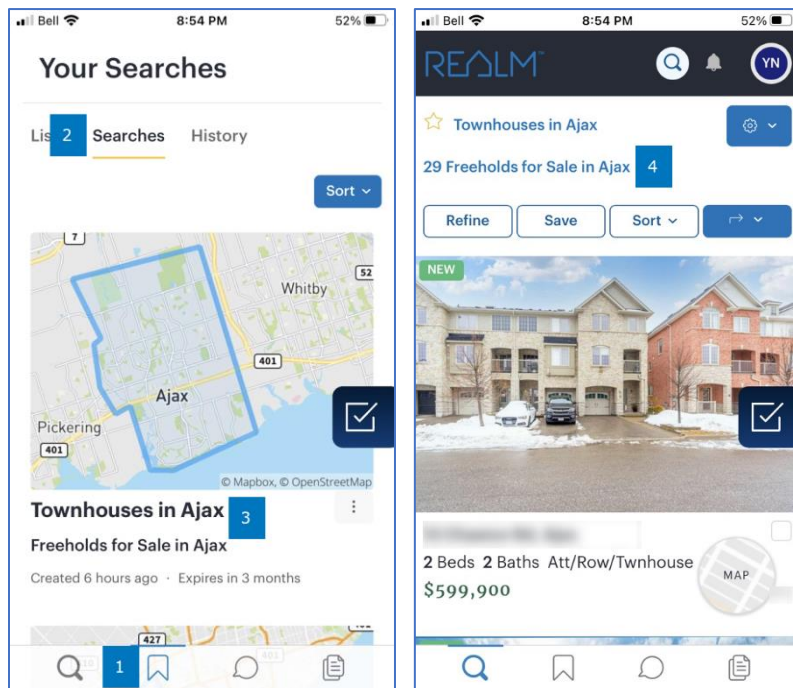 Bell 8:54 PM 52%
Your Searches
Lis 2 Searches History
Sort
7
52
Whitby
401
Ajax
Pickering
401
© Mapbox, © OpenStreetMap
Townhouses in Ajax 3
Freeholds for Sale in Ajax
Created 6 hours ago · Expires in 3 months
427
401
1
Bell 8:54 PM 52%
REALM™ YN
Townhouses in Ajax
29 Freeholds for Sale in Ajax 4
Refine Save Sort
NEW
2 Beds 2 Baths Att/Row/Twnhouse
MAP
$599,900